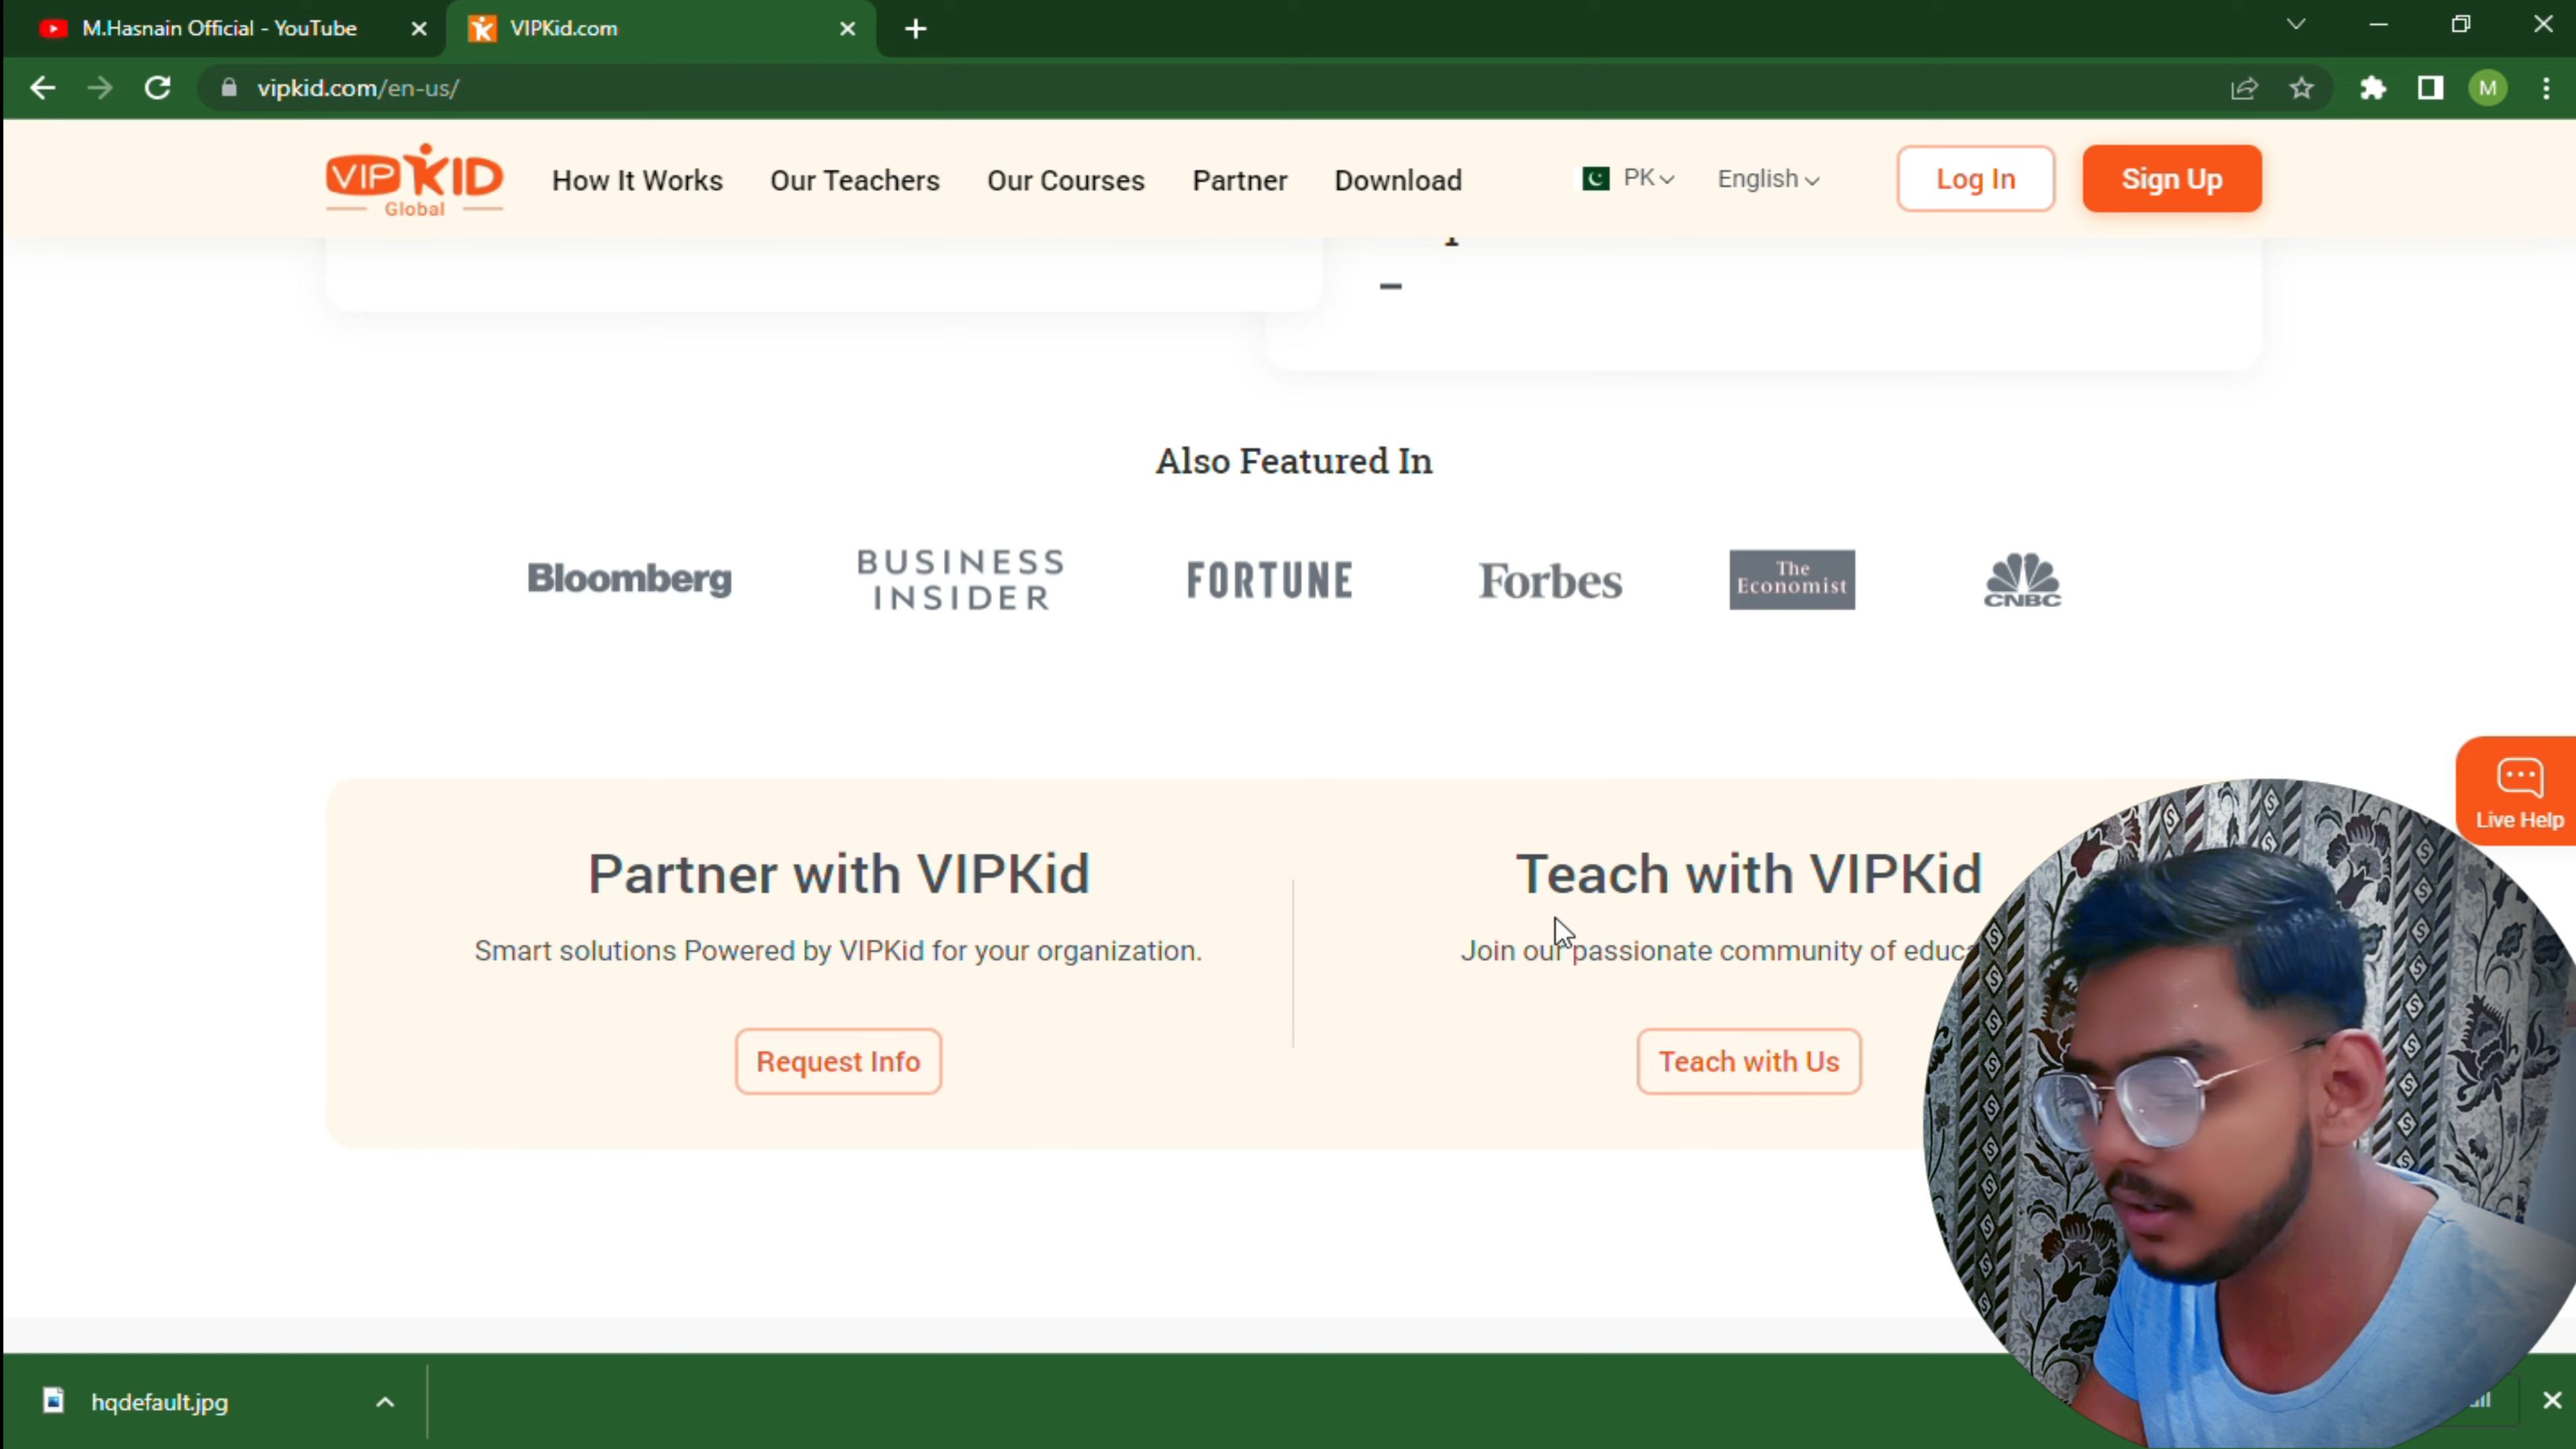 M.Hasnain Official - YouTube
VIPKid.com
vipkid.com/en-us/
M
VIPKID
Global
How It Works
Our Teachers
Our Courses
Partner
Download
PK
English
Log In
Sign Up
Also Featured In
Bloomberg
BUSINESS
INSIDER
FORTUNE
Forbes
The
Economist
CNBC
Live Help
Partner with VIPKid
Smart solutions Powered by VIPKid for your organization.
Request Info
Teach with VIPKid
Join our passionate community of
Teach with Us
hqdefault.jpg